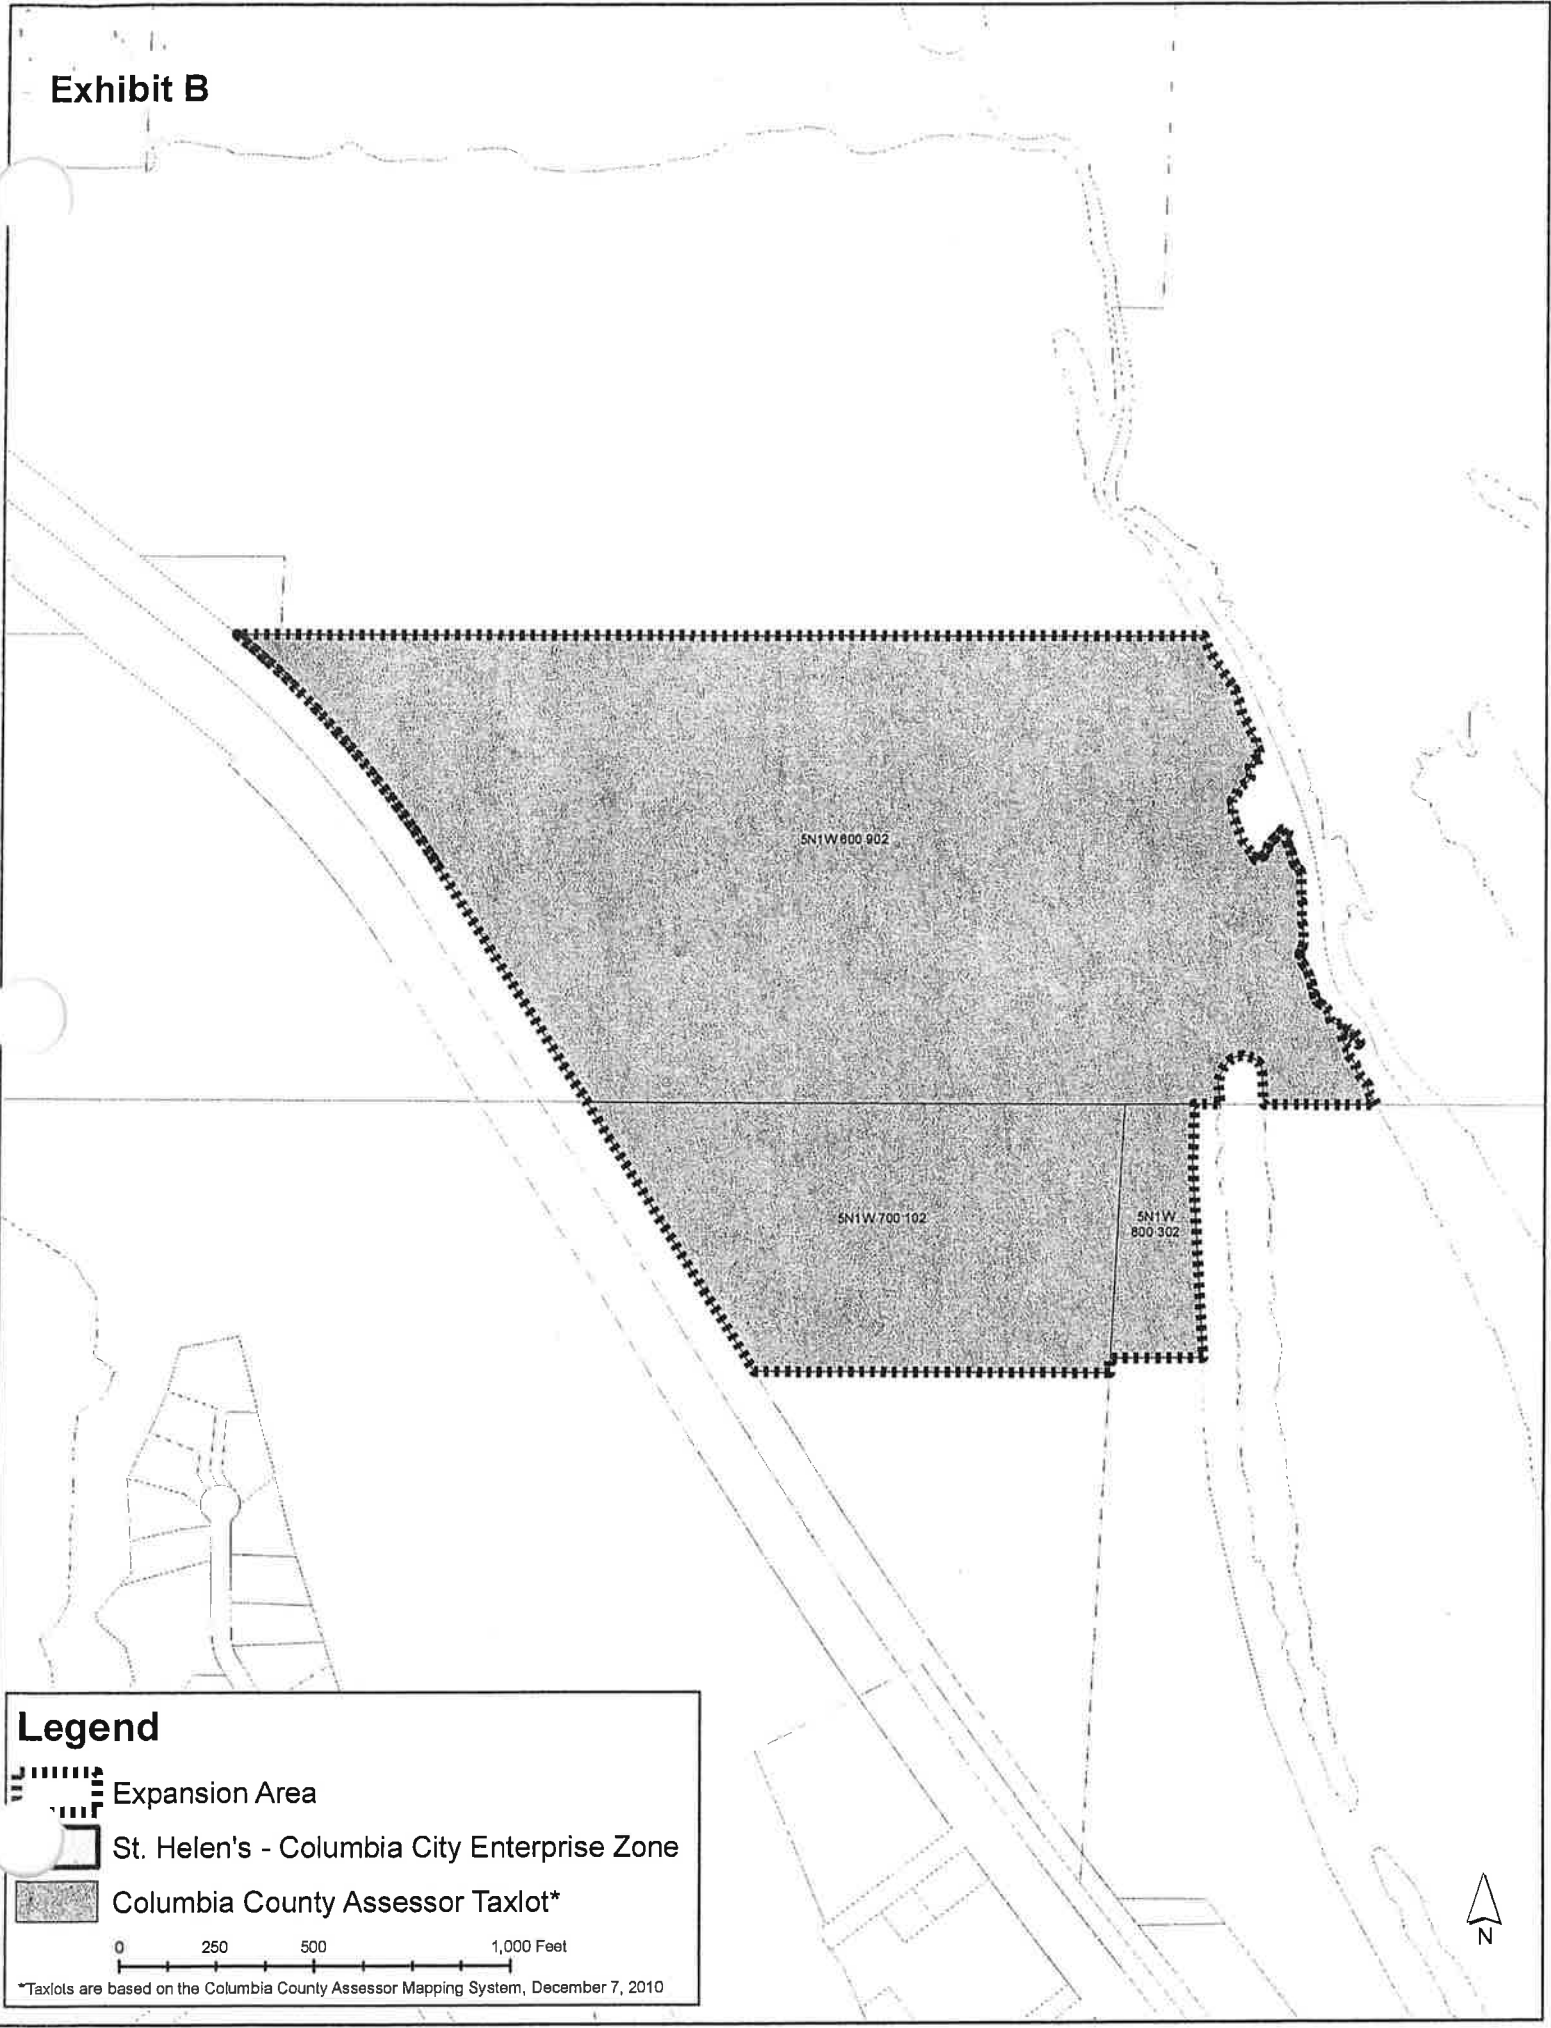 Exhibit B
5N1W 600 902
5N1W 700 102
5N1W
800 302
Legend
Expansion Area
St. Helen's - Columbia City Enterprise Zone
Columbia County Assessor Taxlot*
0 250 500 1,000 Feet
*Taxlots are based on the Columbia County Assessor Mapping System, December 7, 2010
N